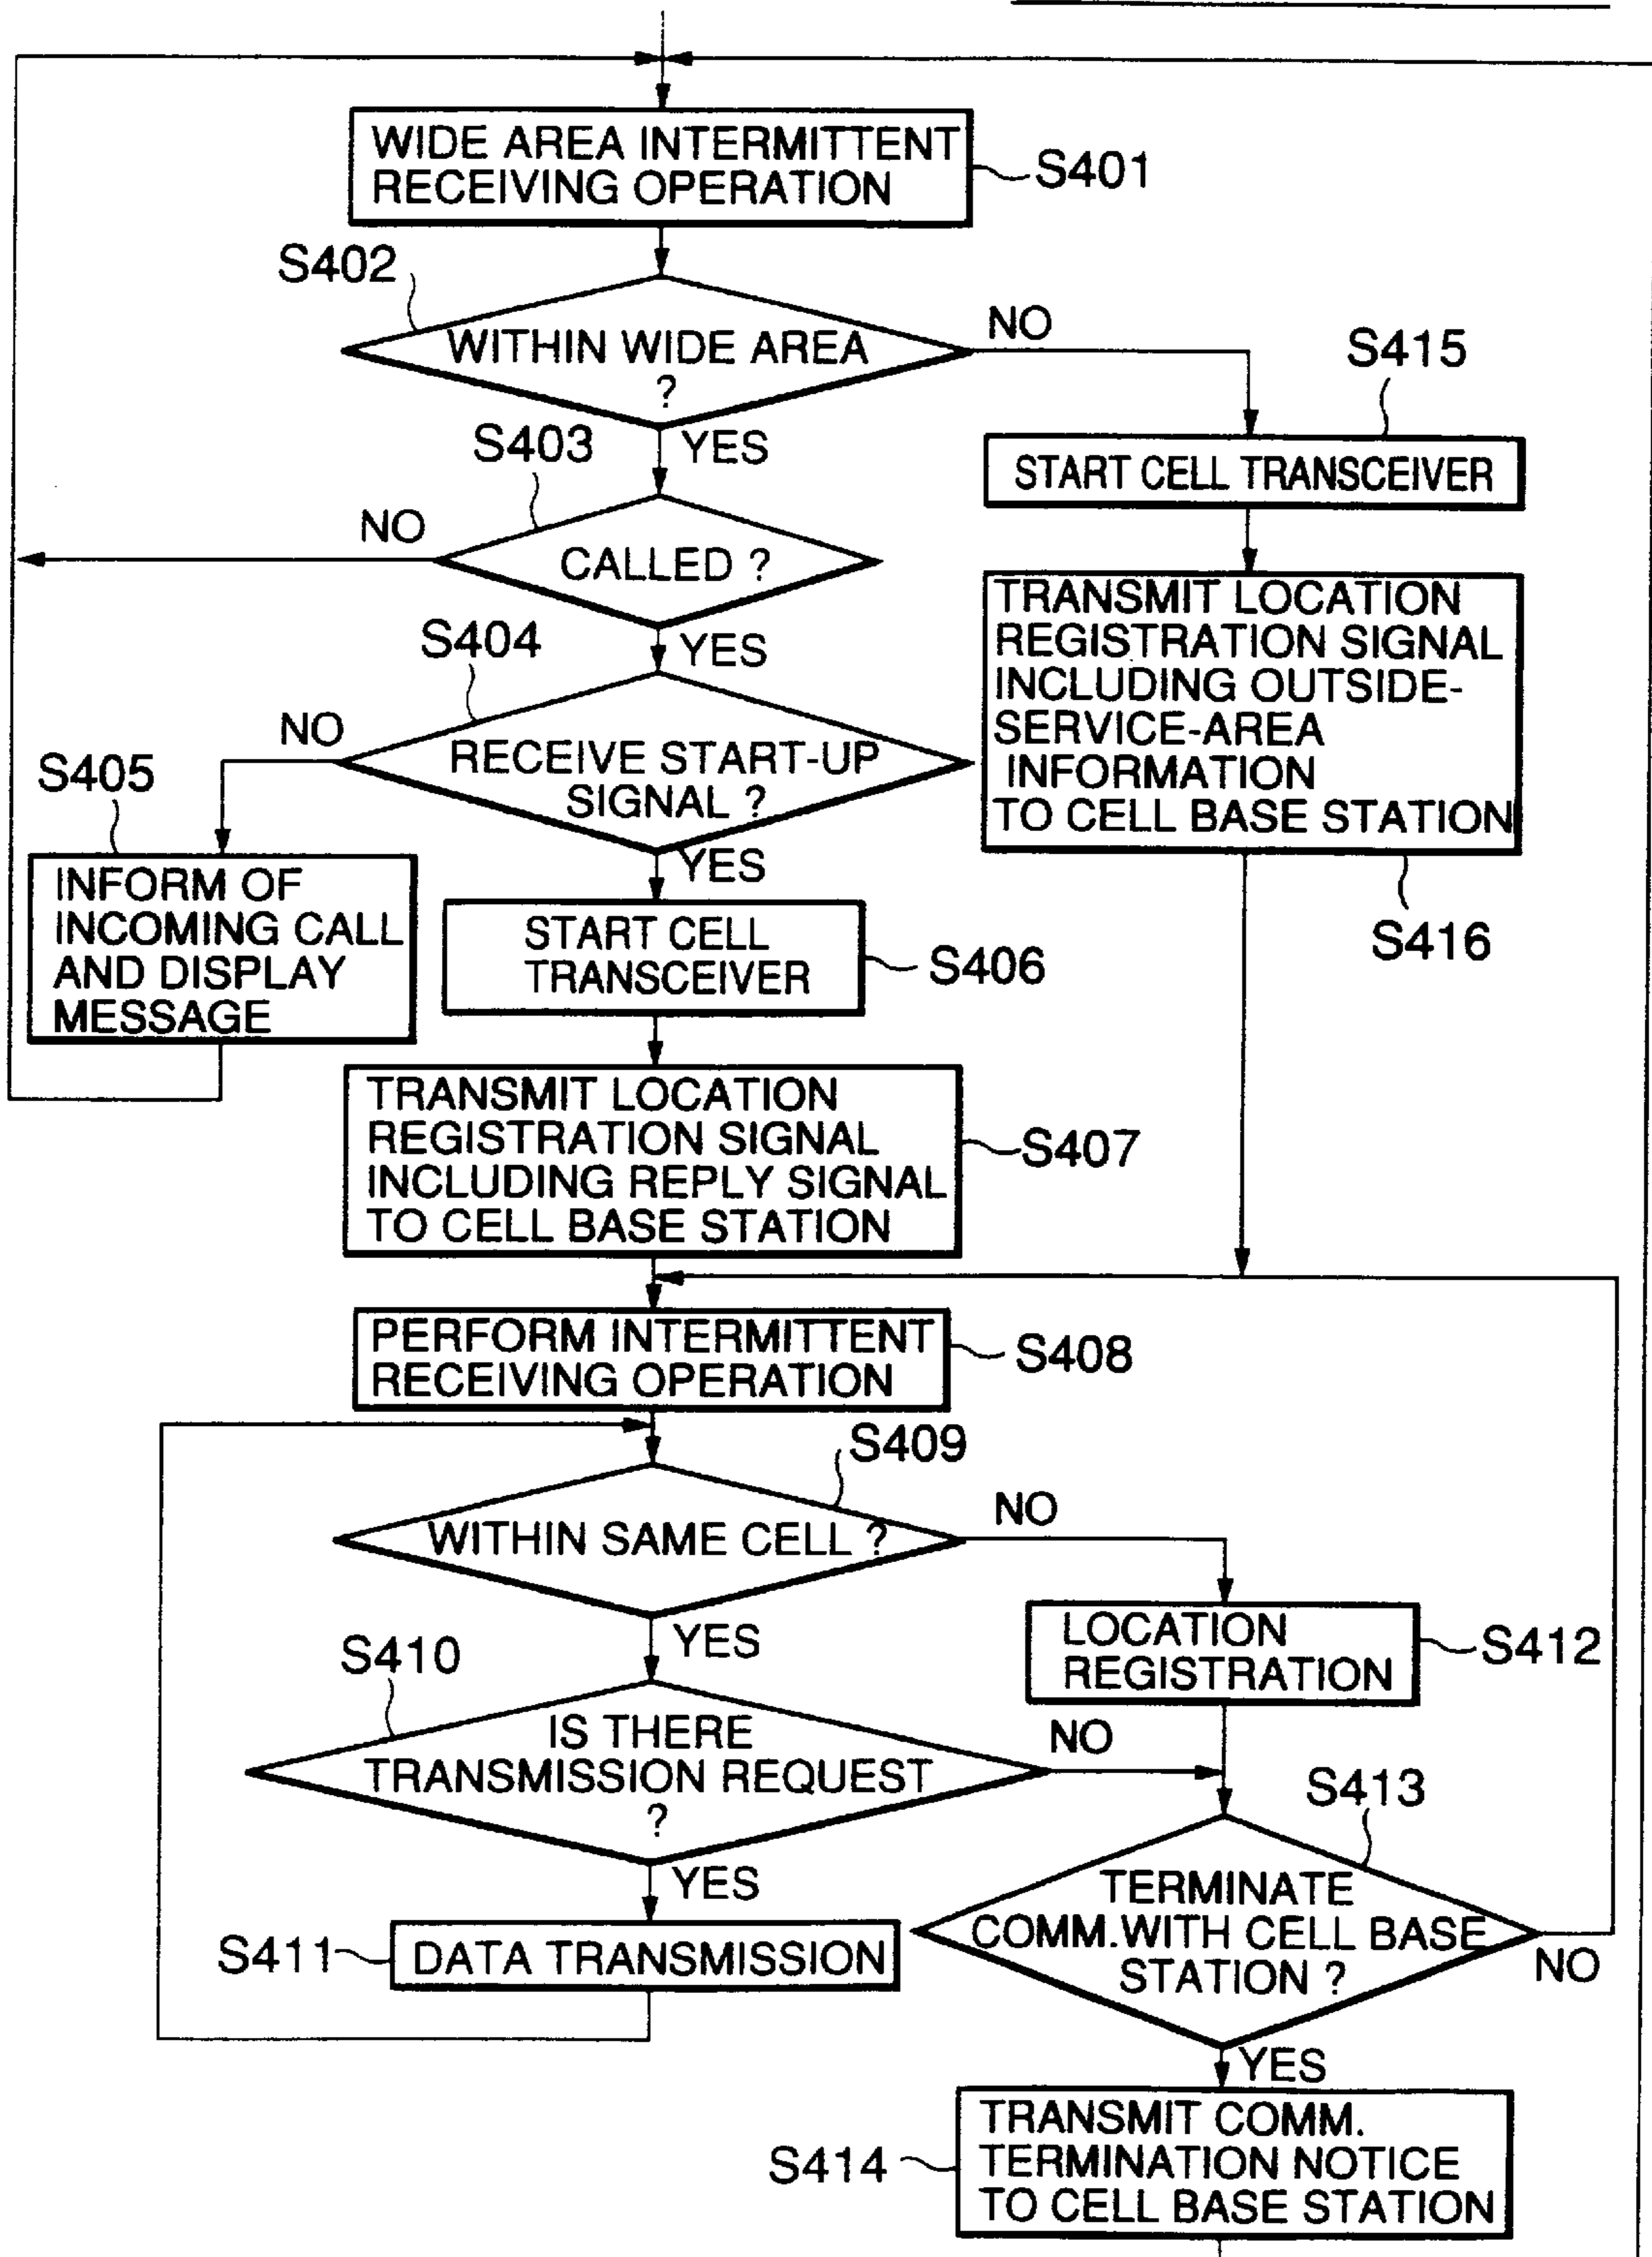 WIDE AREA INTERMITTENT
RECEIVING OPERATION
S401
S402
WITHIN WIDE AREA
?
NO
YES
S415
START CELL TRANSCEIVER
S403
NO
CALLED ?
YES
TRANSMIT LOCATION
REGISTRATION SIGNAL
INCLUDING OUTSIDE-
SERVICE-AREA
INFORMATION
TO CELL BASE STATION
S416
S404
NO
RECEIVE START-UP
SIGNAL ?
YES
S405
INFORM OF
INCOMING CALL
AND DISPLAY
MESSAGE
START CELL
TRANSCEIVER
S406
TRANSMIT LOCATION
REGISTRATION SIGNAL
INCLUDING REPLY SIGNAL
TO CELL BASE STATION
S407
PERFORM INTERMITTENT
RECEIVING OPERATION
S408
S409
WITHIN SAME CELL ?
NO
YES
LOCATION
REGISTRATION
S412
S410
IS THERE
TRANSMISSION REQUEST
?
NO
YES
S411
DATA TRANSMISSION
S413
TERMINATE
COMM.WITH CELL BASE
STATION ?
NO
YES
S414
TRANSMIT COMM.
TERMINATION NOTICE
TO CELL BASE STATION